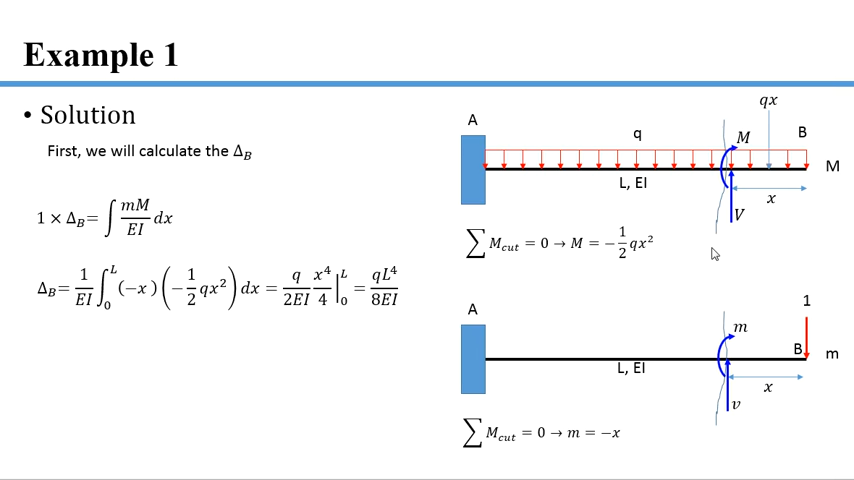 Example 1
• Solution
First, we will calculate the Δ_B
1 × Δ_B = ∫ mM/EI dx
Δ_B = 1/EI ∫_0^L (−x)(−1/2 qx²) dx = q/2EI x⁴/4 |_0^L = qL⁴/8EI
qx
A
q
M
B
M
L, EI
x
V
∑ M_cut = 0 → M = −1/2 qx²
1
A
m
B
m
L, EI
x
v
∑ M_cut = 0 → m = −x